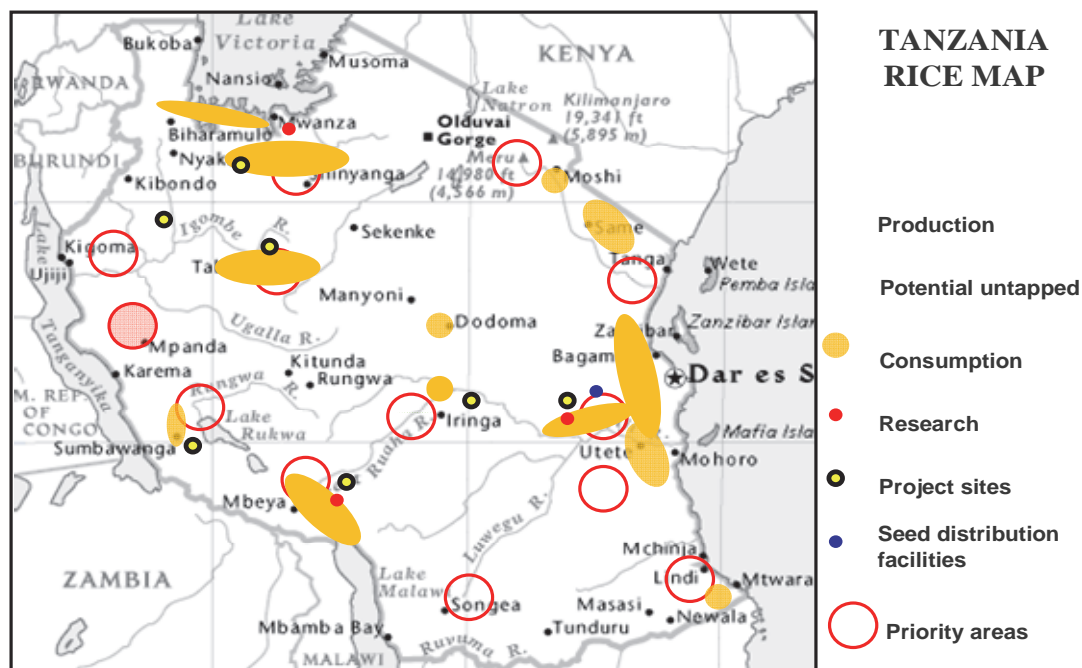 Lake
Victoria
Bukoba
Musoma
KENYA
RWANDA
Nansio
Lake
Natron
Kilimanjaro
19,341 ft
(5,895 m)
Mwanza
Olduvai
Gorge
Biharamulo
BURUNDI
Nyak
Meru
14,980 ft
(4,566 m)
Moshi
Kibondo
Shinyanga
Igombe
R.
Sekenke
Same
Lake
Kigoma
Ujiji
Tanga
Wete
Pemba Isla
Tab
Manyoni
Tanganyika
Ugalla R.
Dodoma
Zanzibar
Zanzibar Islan
Mpanda
Kitunda
Bagam
Karema
Rungwa
R.
Rungwa
Dar es S
M. REP.
OF
CONGO
Lake
Rukwa
Iringa
Sumbawanga
R.
Mafia Isla
Utete
Mohoro
Ruaha R.
Mbeya
Luwegu R.
Mchinja
ZAMBIA
Lake
Malawi
Lindi
Mtwara
Songea
Masasi
Newala
Mbamba Bay
Tunduru
Ruvuma R.
MALAWI
TANZANIA
RICE MAP
Production
Potential untapped
Consumption
Research
Project sites
Seed distribution
facilities
Priority areas